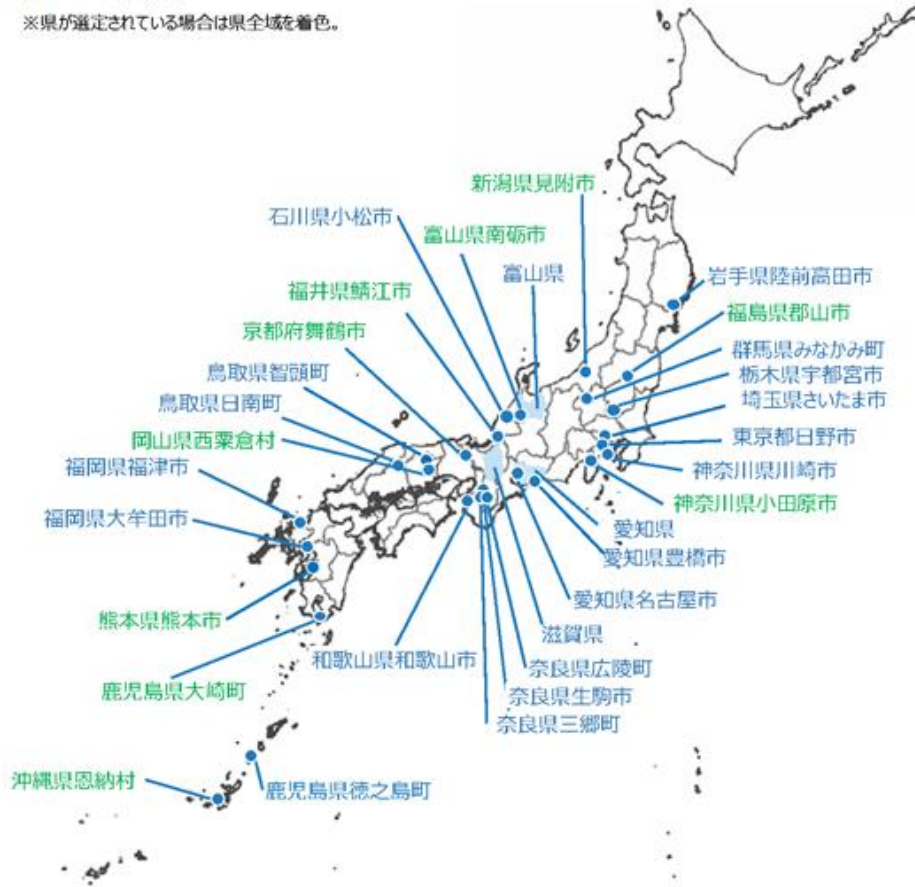 ※県が選定されている場合は県全域を着色。
新潟県見附市
石川県小松市
富山県南砺市
富山県
岩手県陸前高田市
福井県鯖江市
福島県郡山市
京都府舞鶴市
群馬県みなかみ町
鳥取県智頭町
栃木県宇都宮市
鳥取県日南町
埼玉県さいたま市
岡山県西粟倉村
東京都日野市
福岡県福津市
神奈川県川崎市
神奈川県小田原市
福岡県大牟田市
愛知県
愛知県豊橋市
愛知県名古屋市
熊本県熊本市
滋賀県
和歌山県和歌山市
奈良県広陵町
鹿児島県大崎町
奈良県生駒市
奈良県三郷町
沖縄県恩納村
鹿児島県徳之島町